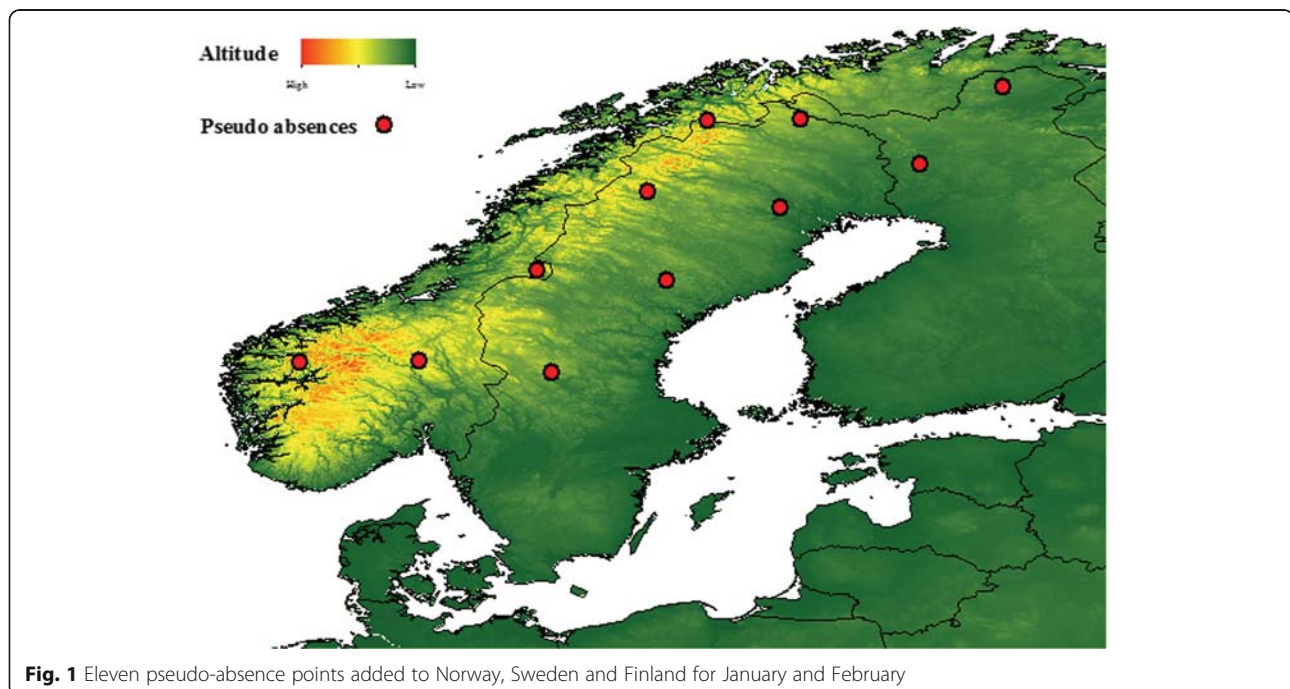 Altitude
High Low
Pseudo absences
Fig. 1 Eleven pseudo-absence points added to Norway, Sweden and Finland for January and February